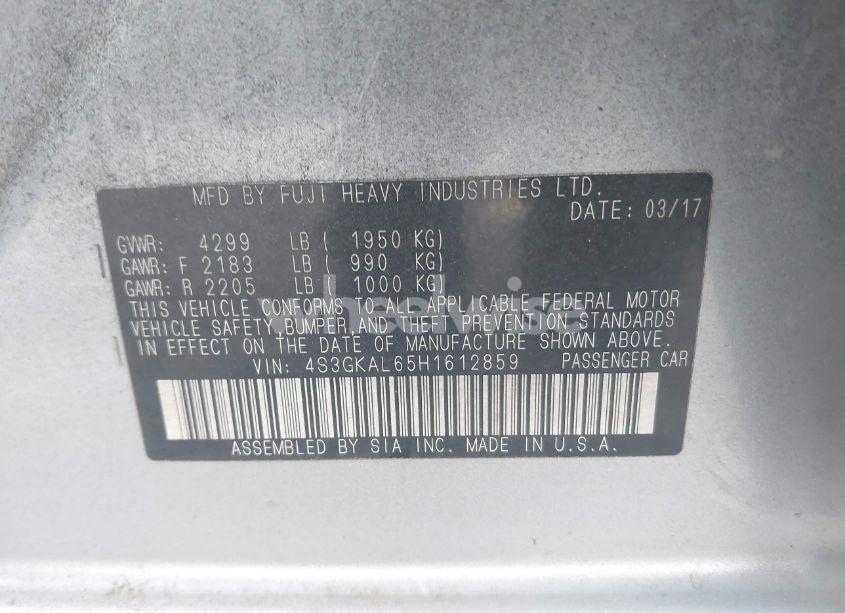 MFD BY FUJI HEAVY INDUSTRIES LTD.
DATE: 03/17
GVWR: 4299 LB ( 1950 KG)
GAWR: F 2183 LB ( 990 KG)
GAWR: R 2205 LB ( 1000 KG)
THIS VEHICLE CONFORMS TO ALL APPLICABLE FEDERAL MOTOR
VEHICLE SAFETY, BUMPER, AND THEFT PREVENTION STANDARDS
IN EFFECT ON THE DATE OF MANUFACTURE SHOWN ABOVE.
VIN: 4S3GKAL65H1612859 PASSENGER CAR
ASSEMBLED BY SIA INC. MADE IN U.S.A.
wheelwise